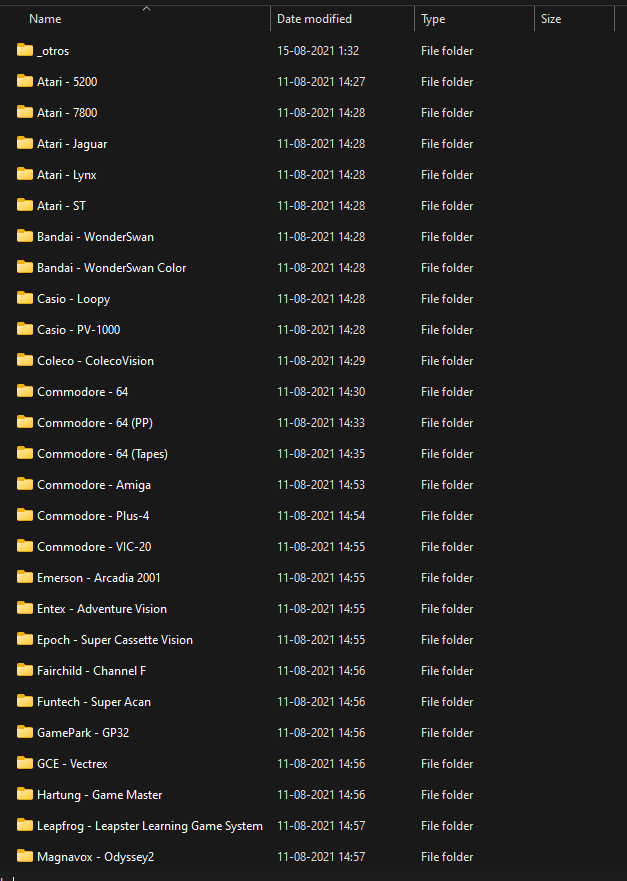 Name Date modified Type Size
_otros 15-08-2021 1:32 File folder
Atari - 5200 11-08-2021 14:27 File folder
Atari - 7800 11-08-2021 14:28 File folder
Atari - Jaguar 11-08-2021 14:28 File folder
Atari - Lynx 11-08-2021 14:28 File folder
Atari - ST 11-08-2021 14:28 File folder
Bandai - WonderSwan 11-08-2021 14:28 File folder
Bandai - WonderSwan Color 11-08-2021 14:28 File folder
Casio - Loopy 11-08-2021 14:28 File folder
Casio - PV-1000 11-08-2021 14:28 File folder
Coleco - ColecoVision 11-08-2021 14:29 File folder
Commodore - 64 11-08-2021 14:30 File folder
Commodore - 64 (PP) 11-08-2021 14:33 File folder
Commodore - 64 (Tapes) 11-08-2021 14:35 File folder
Commodore - Amiga 11-08-2021 14:53 File folder
Commodore - Plus-4 11-08-2021 14:54 File folder
Commodore - VIC-20 11-08-2021 14:55 File folder
Emerson - Arcadia 2001 11-08-2021 14:55 File folder
Entex - Adventure Vision 11-08-2021 14:55 File folder
Epoch - Super Cassette Vision 11-08-2021 14:55 File folder
Fairchild - Channel F 11-08-2021 14:56 File folder
Funtech - Super Acan 11-08-2021 14:56 File folder
GamePark - GP32 11-08-2021 14:56 File folder
GCE - Vectrex 11-08-2021 14:56 File folder
Hartung - Game Master 11-08-2021 14:56 File folder
Leapfrog - Leapster Learning Game System 11-08-2021 14:57 File folder
Magnavox - Odyssey2 11-08-2021 14:57 File folder